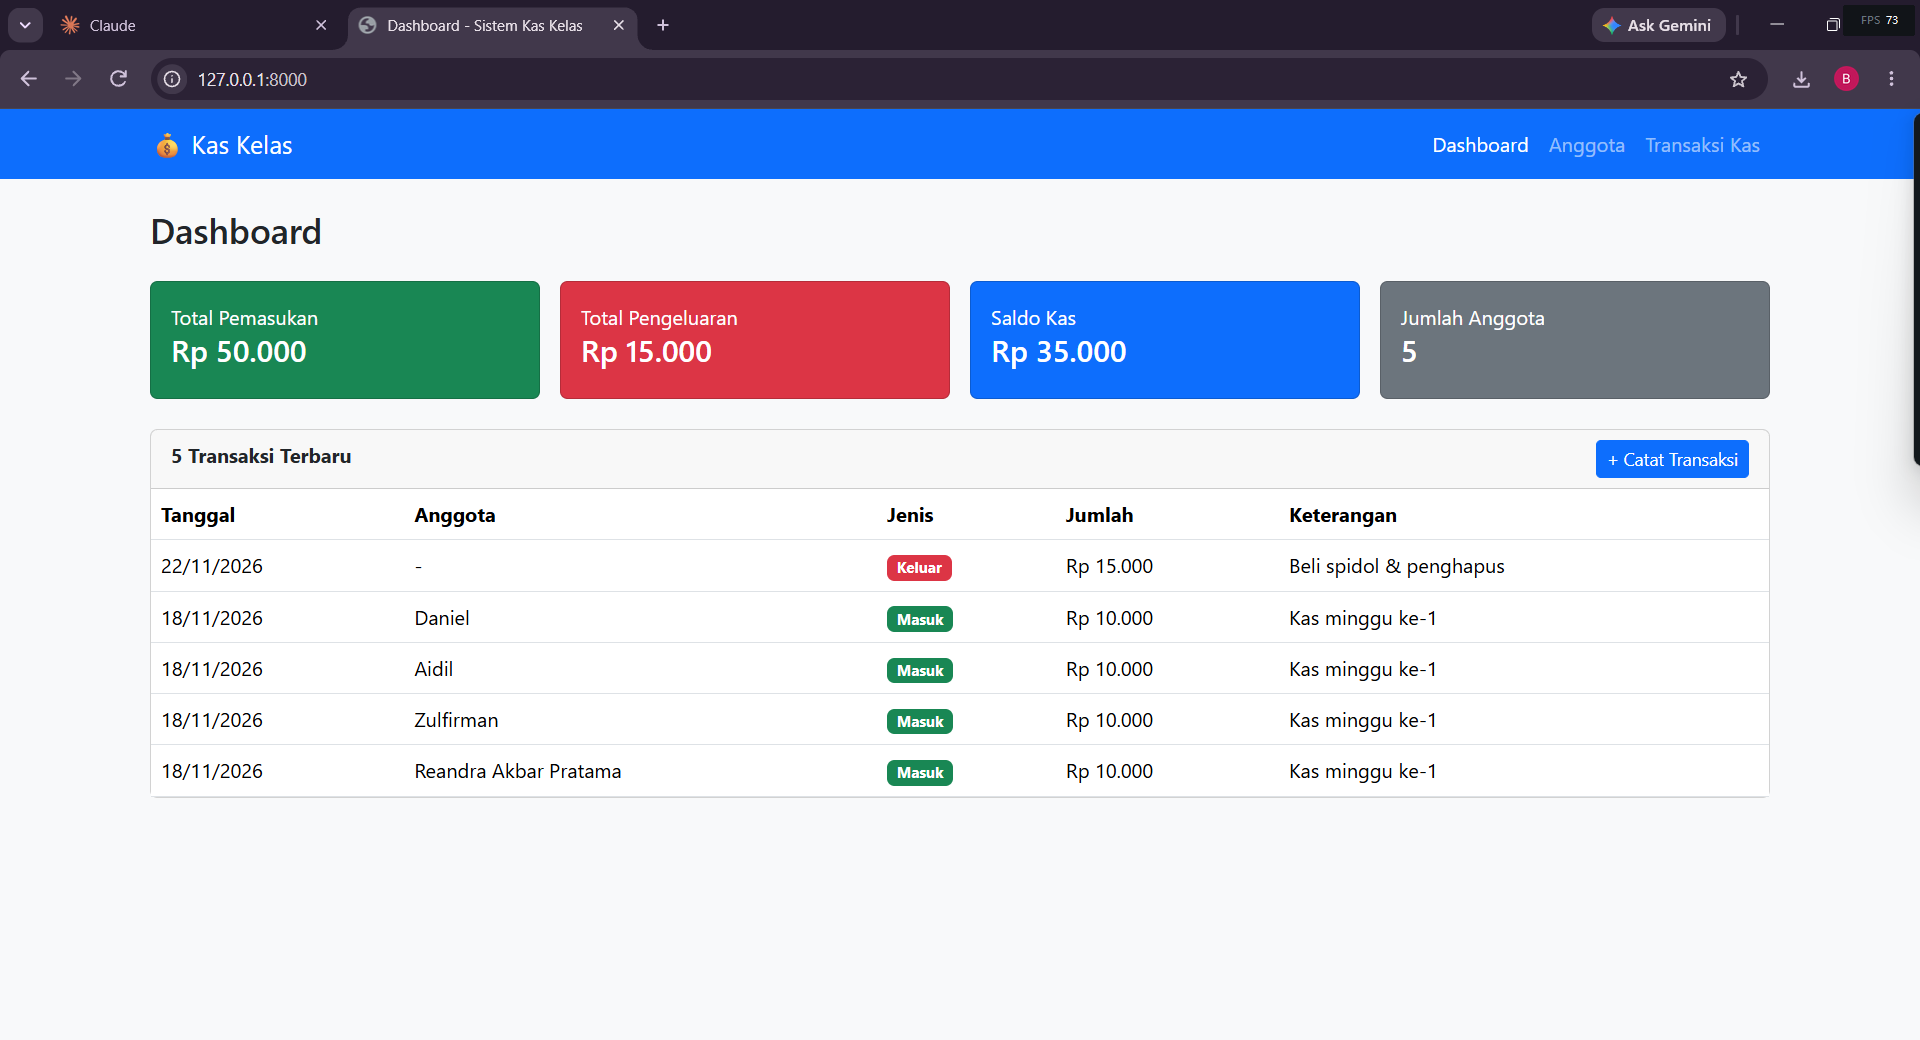 Claude
Dashboard - Sistem Kas Kelas
Ask Gemini
FPS 73
127.0.0.1:8000
B
Kas Kelas
Dashboard Anggota Transaksi Kas
Dashboard
Total Pemasukan
Rp 50.000
Total Pengeluaran
Rp 15.000
Saldo Kas
Rp 35.000
Jumlah Anggota
5
5 Transaksi Terbaru
+ Catat Transaksi
Tanggal Anggota Jenis Jumlah Keterangan
22/11/2026 - Keluar Rp 15.000 Beli spidol & penghapus
18/11/2026 Daniel Masuk Rp 10.000 Kas minggu ke-1
18/11/2026 Aidil Masuk Rp 10.000 Kas minggu ke-1
18/11/2026 Zulfirman Masuk Rp 10.000 Kas minggu ke-1
18/11/2026 Reandra Akbar Pratama Masuk Rp 10.000 Kas minggu ke-1